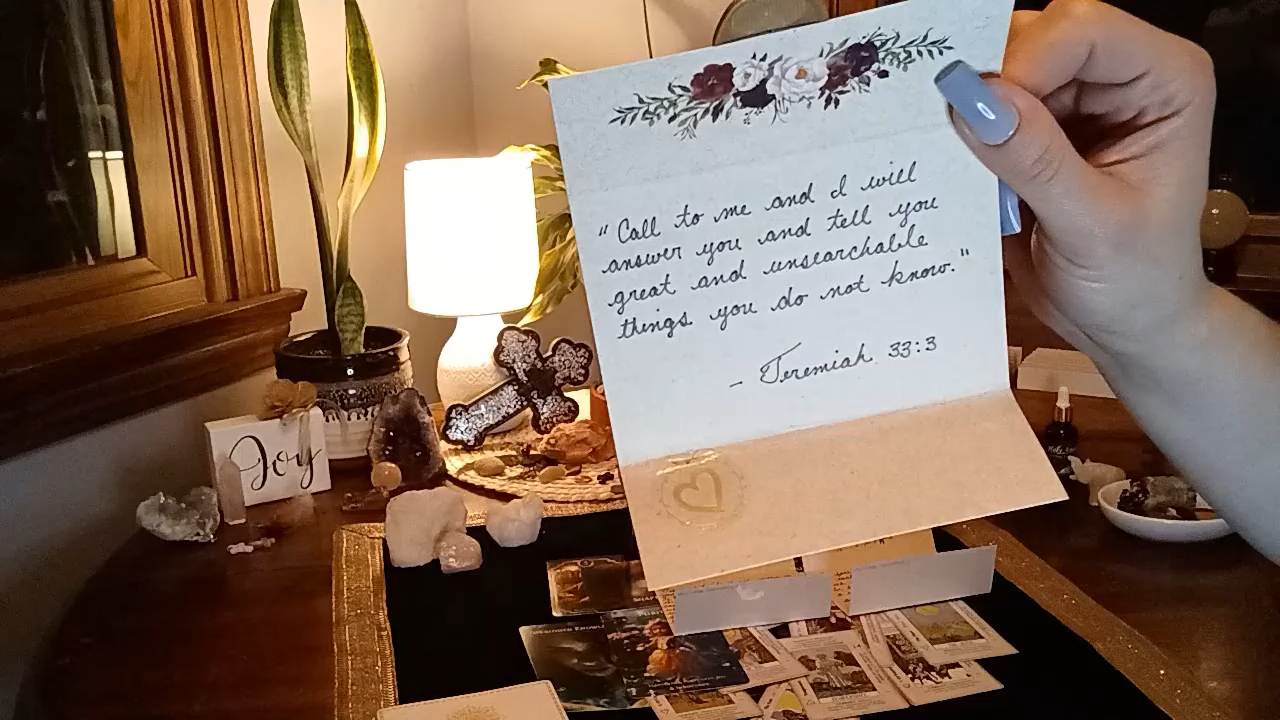 "Call to me and I will
answer you and tell you
great and unsearchable
things you do not know."
- Jeremiah 33:3
Joy